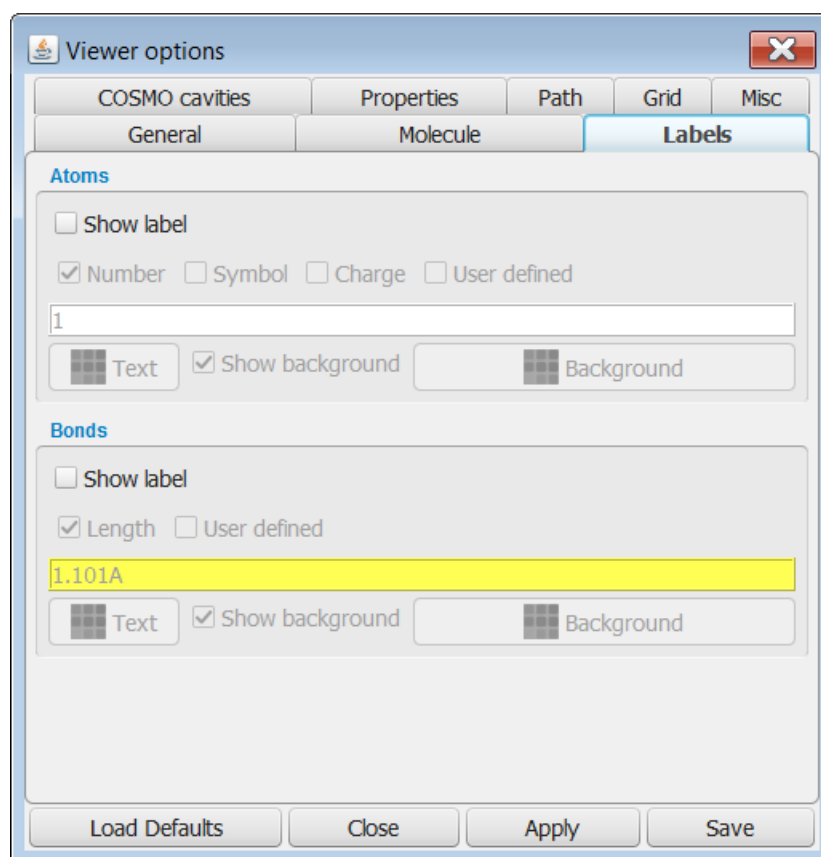 Viewer options
COSMO cavities Properties Path Grid Misc
General Molecule Labels
Atoms
Show label
Number Symbol Charge User defined
1
Text Show background Background
Bonds
Show label
Length User defined
1.101A
Text Show background Background
Load Defaults Close Apply Save